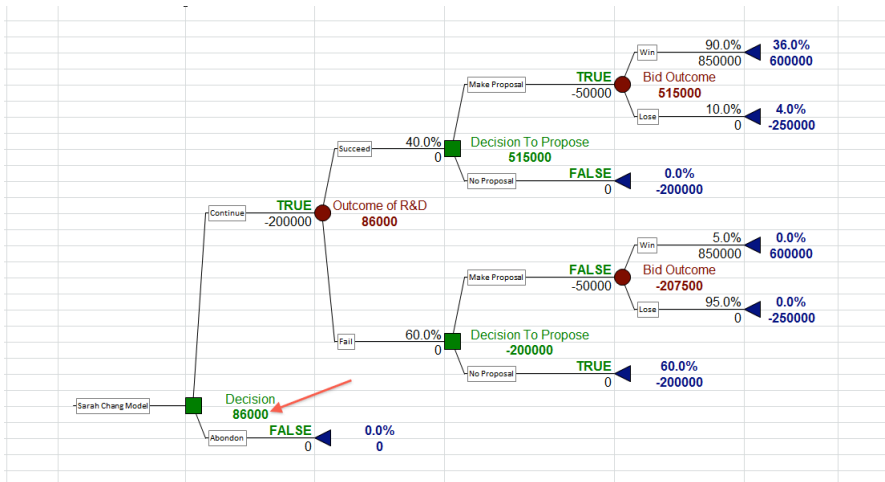 90.0% 36.0%
Win
850000 600000
TRUE Bid Outcome
Make Proposal
-50000 515000
10.0% 4.0%
Lose
0 -250000
40.0% Decision To Propose
Succeed
0 515000
FALSE 0.0%
No Proposal
0 -200000
TRUE Outcome of R&D
Continue
-200000 86000
5.0% 0.0%
Win
850000 600000
FALSE Bid Outcome
Make Proposal
-50000 -207500
95.0% 0.0%
Lose
0 -250000
60.0% Decision To Propose
Fail
0 -200000
TRUE 60.0%
No Proposal
0 -200000
Decision
Sarah Chang Model
86000
FALSE 0.0%
Abondon
0 0